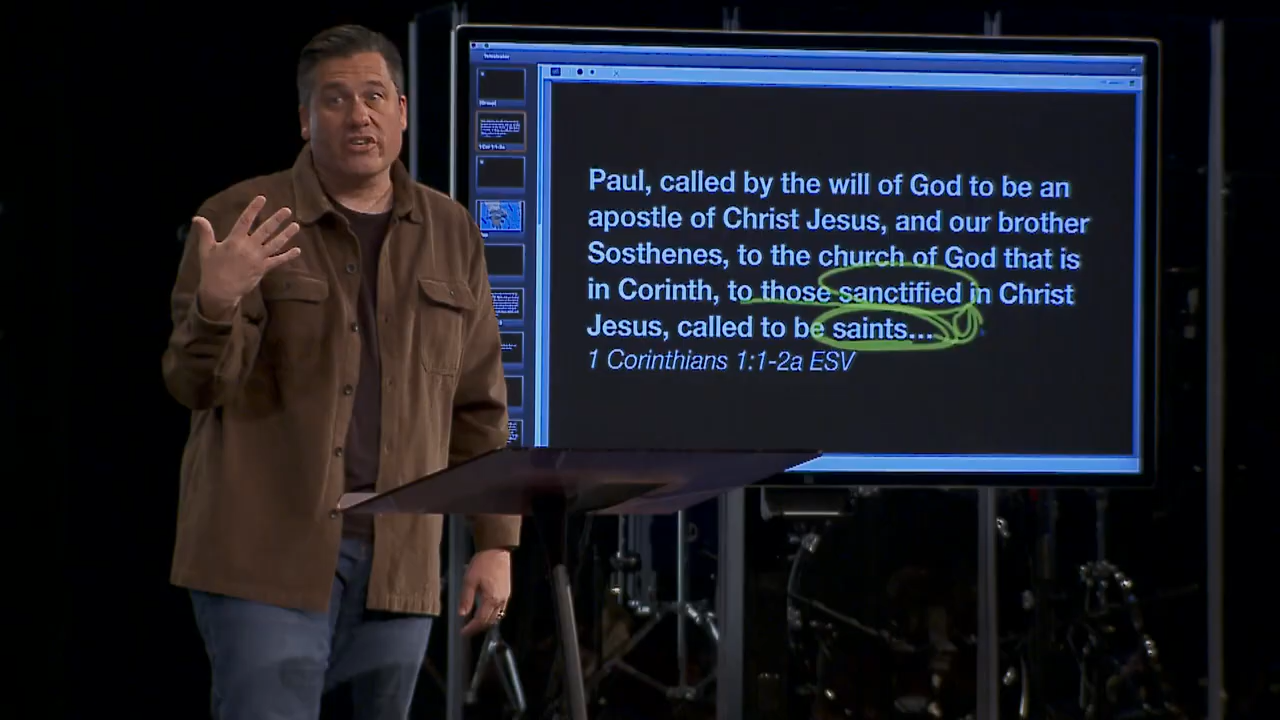 Paul, called by the will of God to be an
apostle of Christ Jesus, and our brother
Sosthenes, to the church of God that is
in Corinth, to those sanctified in Christ
Jesus, called to be saints...
1 Corinthians 1:1-2a ESV